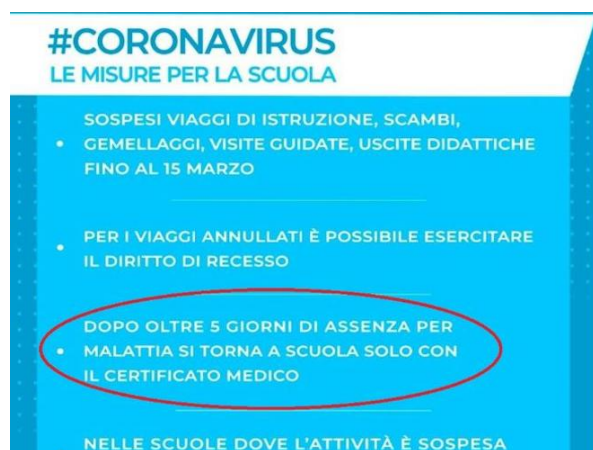 #CORONAVIRUS
LE MISURE PER LA SCUOLA
SOSPESI VIAGGI DI ISTRUZIONE, SCAMBI,
• GEMELLAGGI, VISITE GUIDATE, USCITE DIDATTICHE
FINO AL 15 MARZO
PER I VIAGGI ANNULLATI È POSSIBILE ESERCITARE
• IL DIRITTO DI RECESSO
DOPO OLTRE 5 GIORNI DI ASSENZA PER
• MALATTIA SI TORNA A SCUOLA SOLO CON
IL CERTIFICATO MEDICO
NELLE SCUOLE DOVE L'ATTIVITÀ È SOSPESA